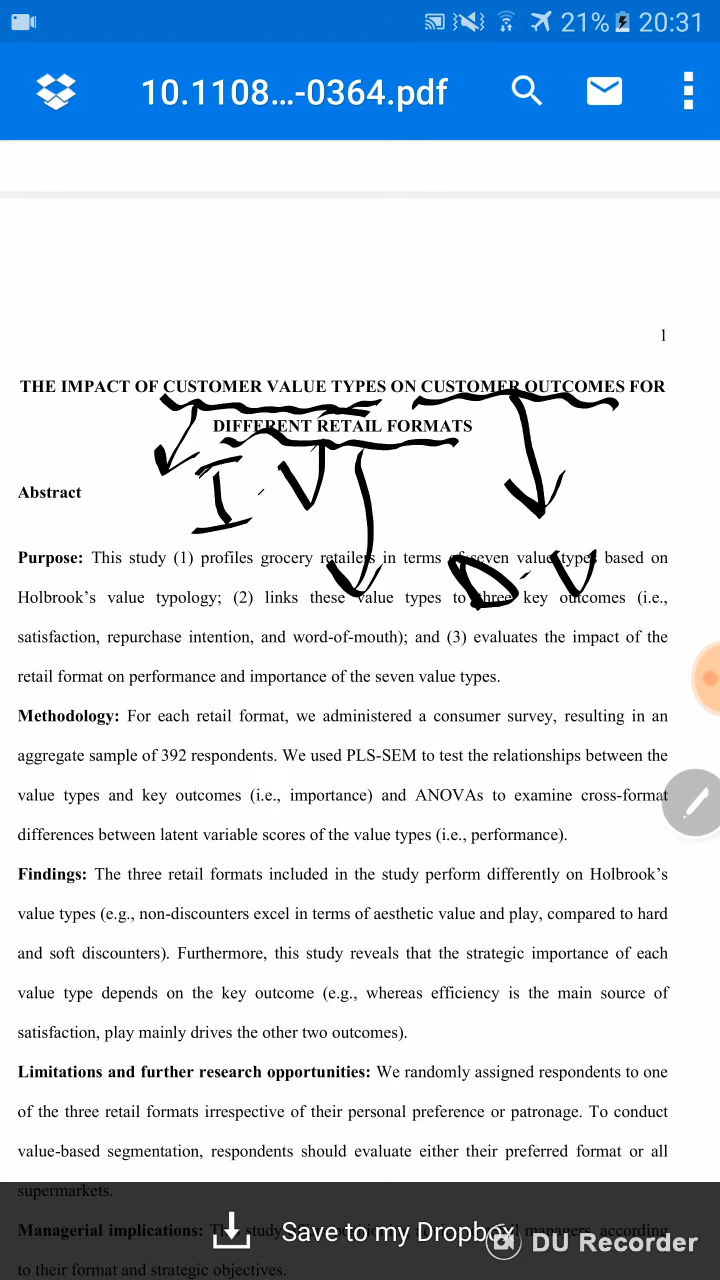 21% 20:31
10.1108...-0364.pdf
1
THE IMPACT OF CUSTOMER VALUE TYPES ON CUSTOMER OUTCOMES FOR
DIFFERENT RETAIL FORMATS
I.V
Abstract
D.V
Purpose: This study (1) profiles grocery retailers in terms of seven value types based on
Holbrook's value typology; (2) links these value types to three key outcomes (i.e.,
satisfaction, repurchase intention, and word-of-mouth); and (3) evaluates the impact of the
retail format on performance and importance of the seven value types.
Methodology: For each retail format, we administered a consumer survey, resulting in an
aggregate sample of 392 respondents. We used PLS-SEM to test the relationships between the
value types and key outcomes (i.e., importance) and ANOVAs to examine cross-format
differences between latent variable scores of the value types (i.e., performance).
Findings: The three retail formats included in the study perform differently on Holbrook's
value types (e.g., non-discounters excel in terms of aesthetic value and play, compared to hard
and soft discounters). Furthermore, this study reveals that the strategic importance of each
value type depends on the key outcome (e.g., whereas efficiency is the main source of
satisfaction, play mainly drives the other two outcomes).
Limitations and further research opportunities: We randomly assigned respondents to one
of the three retail formats irrespective of their personal preference or patronage. To conduct
value-based segmentation, respondents should evaluate either their preferred format or all
supermarkets.
Managerial implications: study managers, according
Save to my Dropbox
DU Recorder
to their format and strategic objectives.